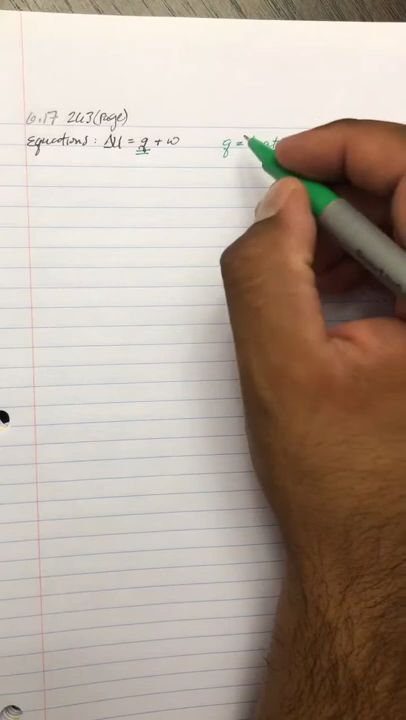 6.17 243 (page)
Equations: ΔU = q + w
q =